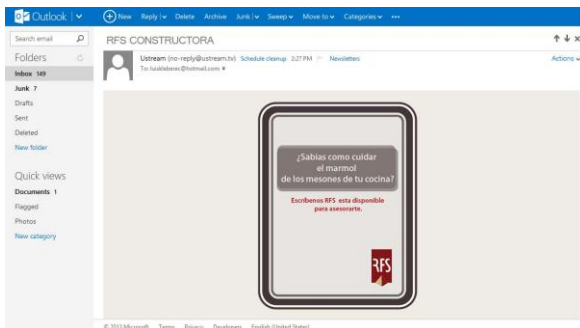 Outlook
New Reply Delete Archive Junk Sweep Move to Categories ...
Search email
RFS CONSTRUCTORA
Folders
Ustream (no-reply@ustream.tv) Schedule cleanup 2:27 PM Newsletters
Actions
Inbox 149
Junk 7
Drafts
Sent
Deleted
New folder
Quick views
Documents 1
Flagged
Photos
New category
¿Sabias como cuidar
el marmol
de los mesones de tu cocina?
Escríbenos RFS esta disponible
para asesorarte.
RFS
Terms Privacy Developers English (United States)